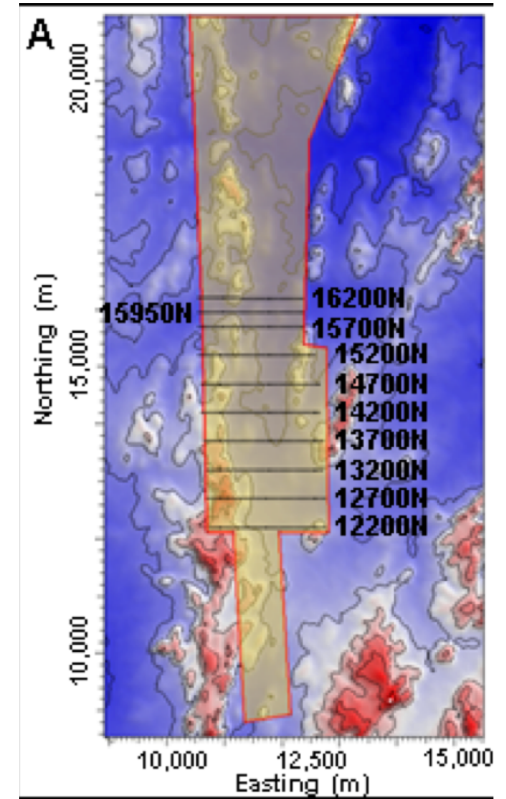 A
20,000
16200N
15950N
15700N
15,000
15200N
14700N
14200N
13700N
13200N
12700N
12200N
10,000
Northing (m)
10,000 12,500 15,000
Easting (m)